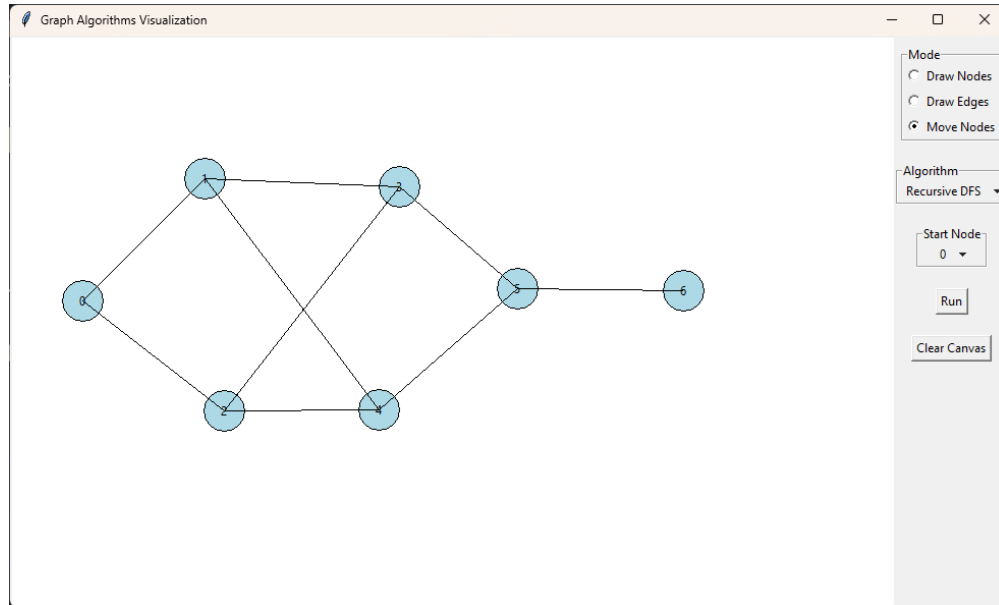 Graph Algorithms Visualization
Mode
Draw Nodes
Draw Edges
Move Nodes
Algorithm
Recursive DFS
Start Node
0
Run
Clear Canvas
1
3
0
5
6
2
4